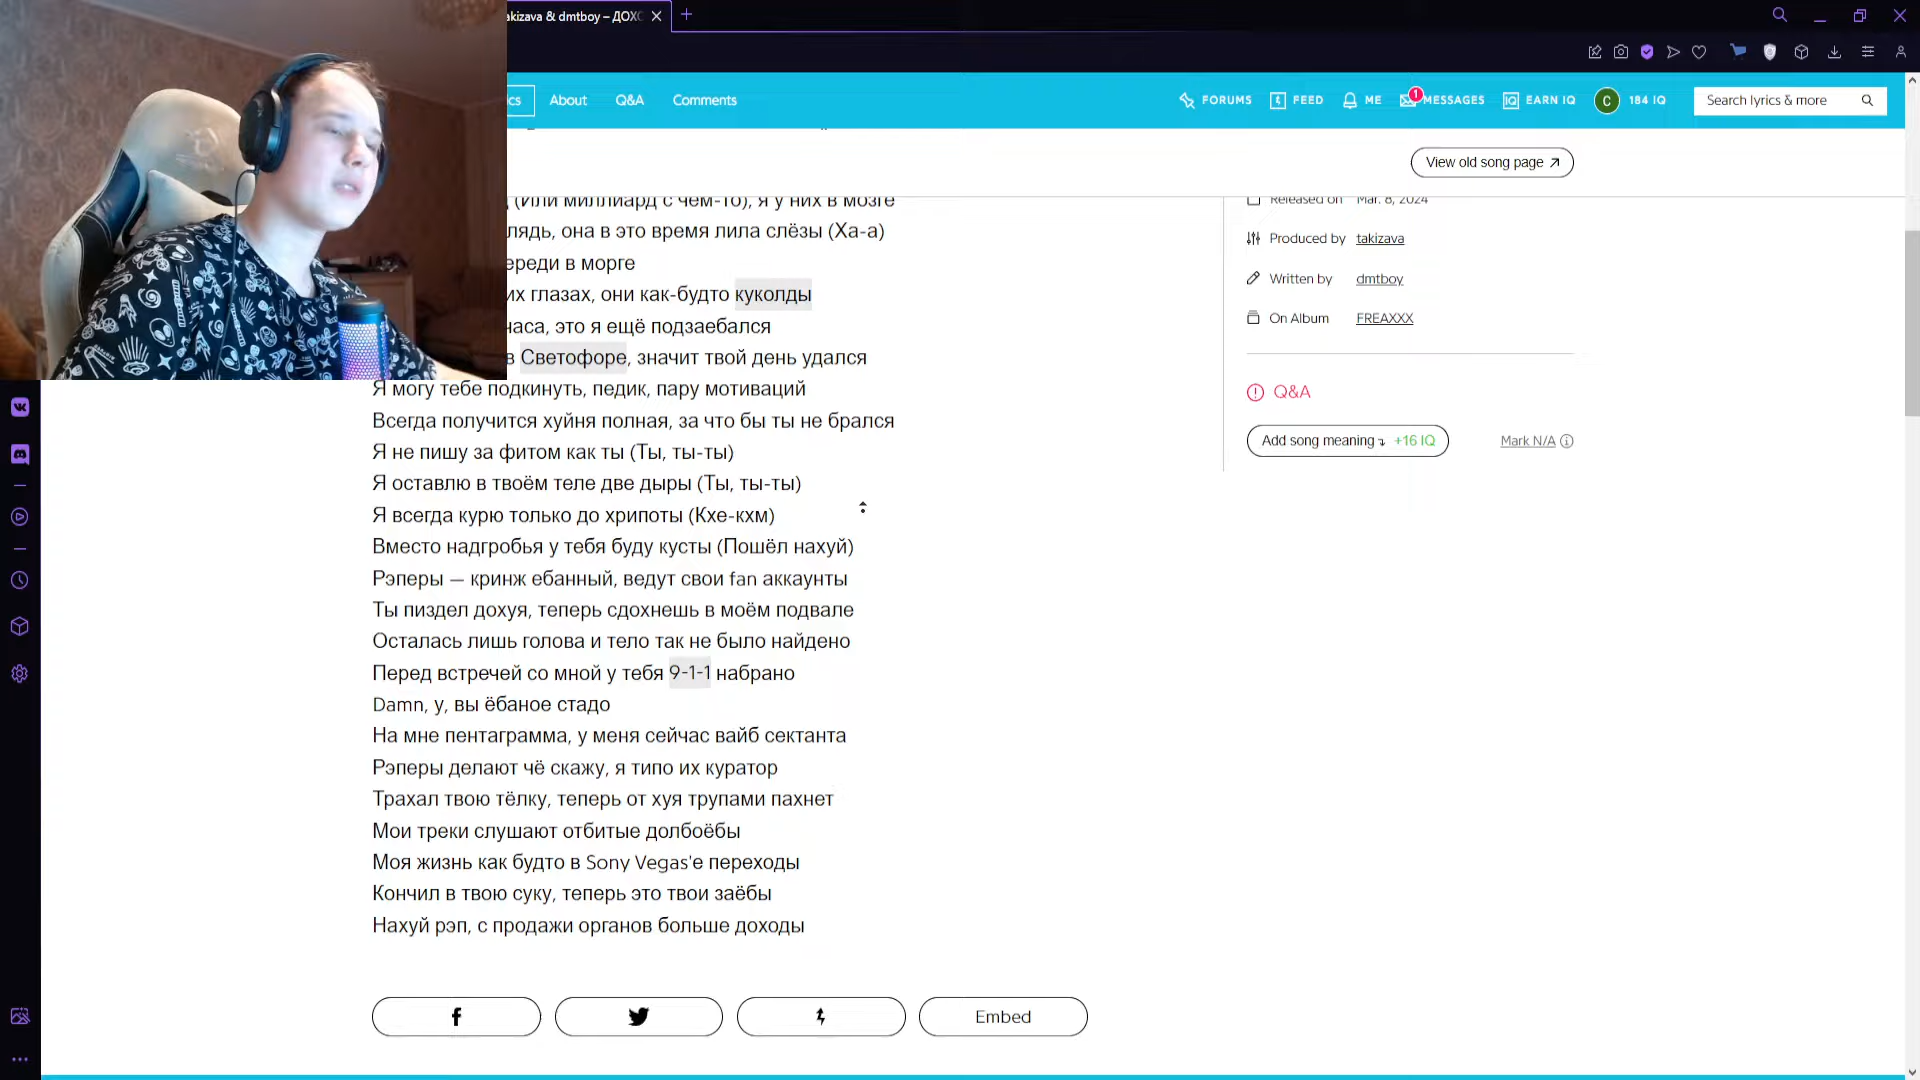 akizava & dmtboy – ДОХО
ics
About
Q&A
Comments
FORUMS
FEED
ME
1
MESSAGES
IQ
EARN IQ
C
184 IQ
Search lyrics & more
View old song page
(Или миллиард с чем-то), я у них в мозге
лядь, она в это время лила слёзы (Ха-а)
ереди в морге
их глазах, они как-будто куколды
часа, это я ещё подзаебался
в Светофоре, значит твой день удался
Я могу тебе подкинуть, педик, пару мотиваций
Всегда получится хуйня полная, за что бы ты не брался
Я не пишу за фитом как ты (Ты, ты-ты)
Я оставлю в твоём теле две дыры (Ты, ты-ты)
Я всегда курю только до хрипоты (Кхе-кхм)
Вместо надгробья у тебя буду кусты (Пошёл нахуй)
Рэперы — кринж ебанный, ведут свои fan аккаунты
Ты пиздел дохуя, теперь сдохнешь в моём подвале
Осталась лишь голова и тело так не было найдено
Перед встречей со мной у тебя 9-1-1 набрано
Damn, у, вы ёбаное стадо
На мне пентаграмма, у меня сейчас вайб сектанта
Рэперы делают чё скажу, я типо их куратор
Трахал твою тёлку, теперь от хуя трупами пахнет
Мои треки слушают отбитые долбоёбы
Моя жизнь как будто в Sony Vegas'е переходы
Кончил в твою суку, теперь это твои заёбы
Нахуй рэп, с продажи органов больше доходы
Released on Mar. 8, 2024
Produced by takizava
Written by dmtboy
On Album FREAXXX
Q&A
Add song meaning +16 IQ
Mark N/A
Embed